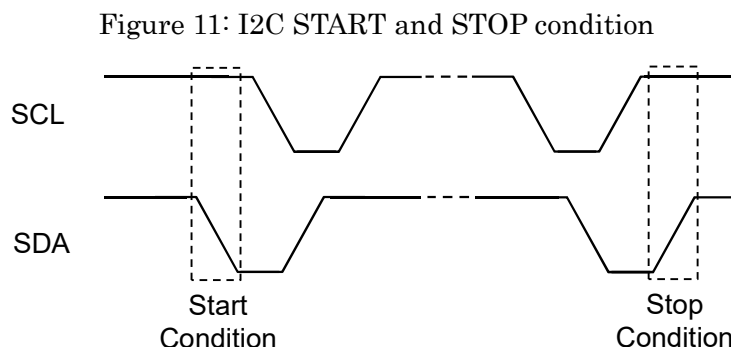 Figure 11: I2C START and STOP condition
SCL
SDA
Start
Condition
Stop
Condition